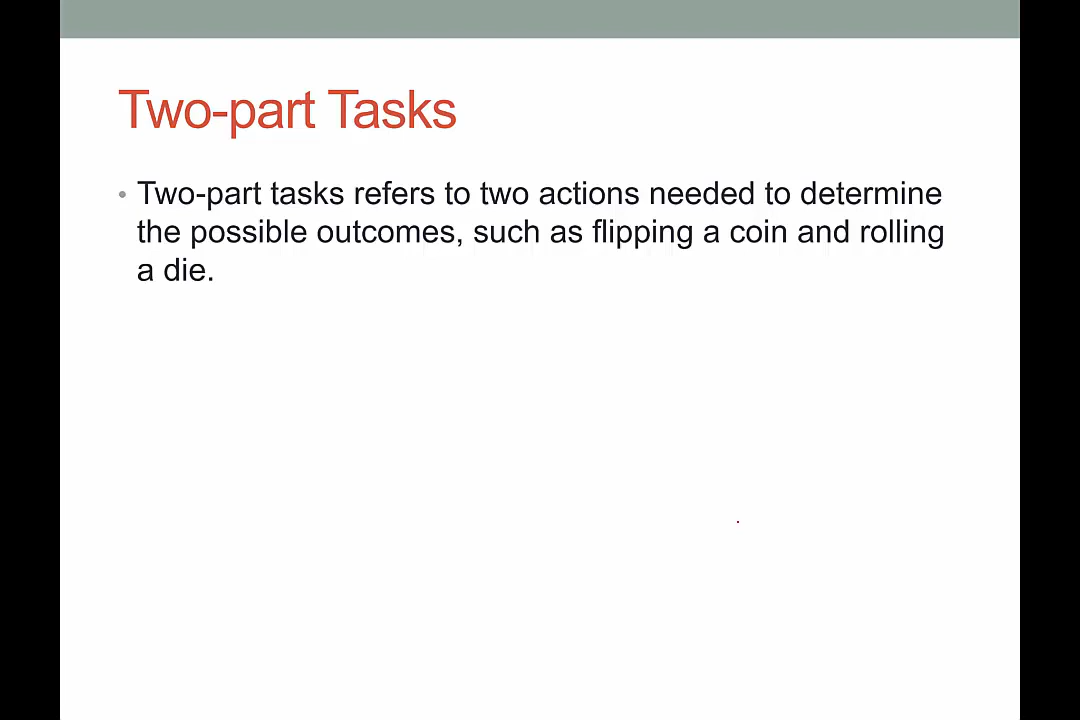 Two-part Tasks
• Two-part tasks refers to two actions needed to determine
the possible outcomes, such as flipping a coin and rolling
a die.